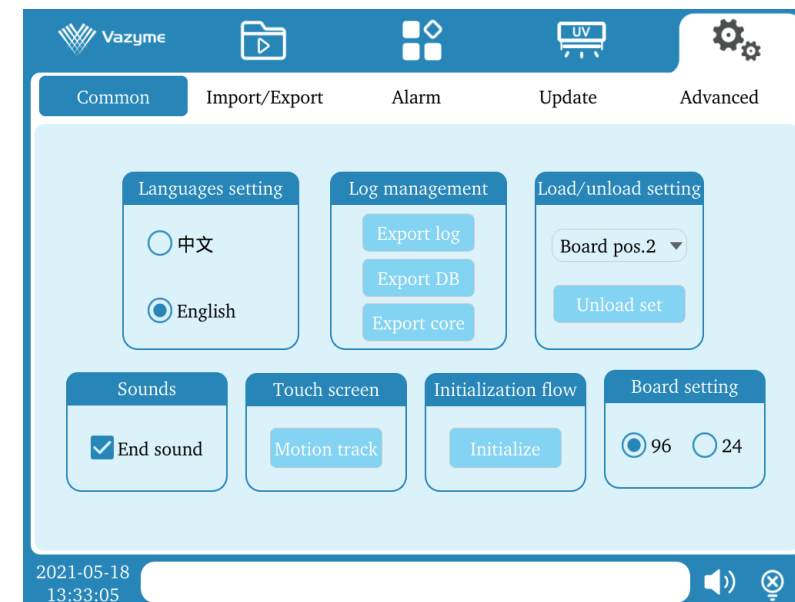 Vazyme
UV
Common Import/Export Alarm Update Advanced
Languages setting Log management Load/unload setting
中文 Export log Board pos.2
Export DB
English Export core Unload set
Sounds Touch screen Initialization flow Board setting
End sound Motion track Initialize 96 24
2021-05-18
13:33:05